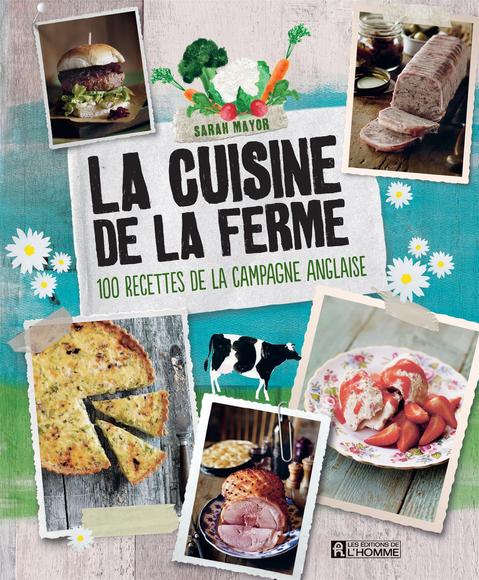 SARAH MAYOR
LA CUISINE
DE LA FERME
100 RECETTES DE LA CAMPAGNE ANGLAISE
LES ÉDITIONS DE
L'HOMME